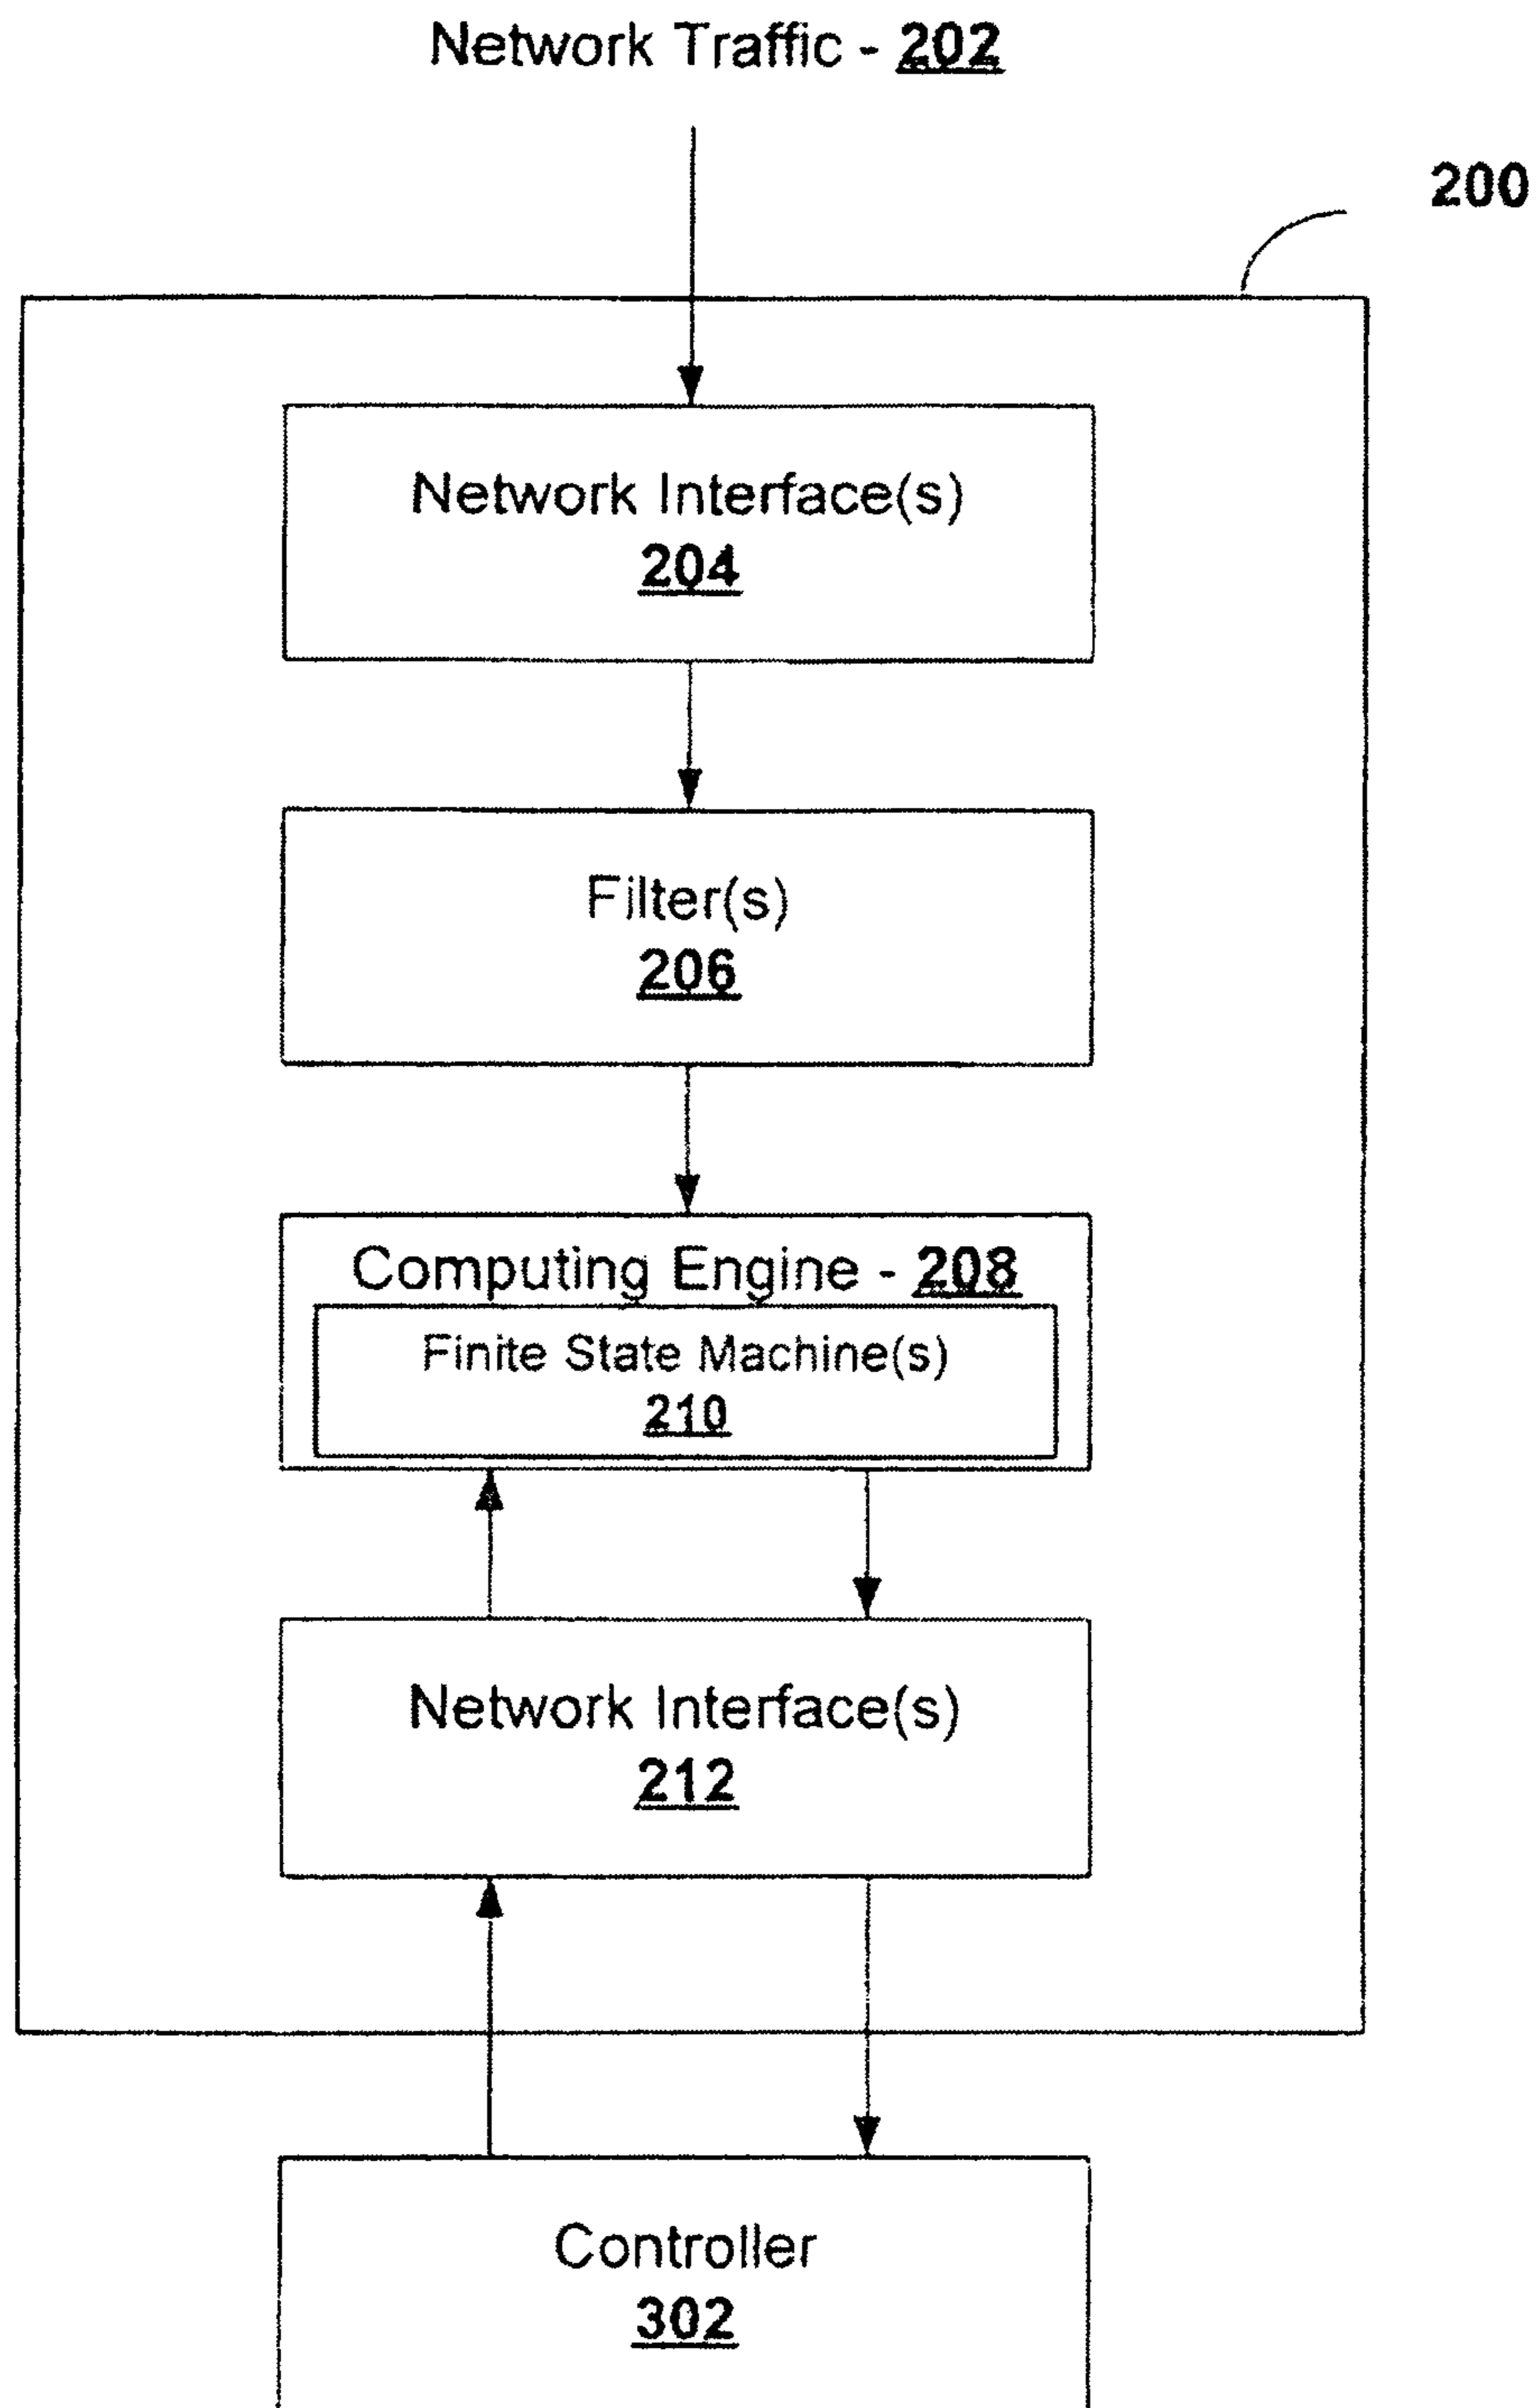 Network Traffic - 202
200
Network Interface(s)
204
Filter(s)
206
Computing Engine - 208
Finite State Machine(s)
210
Network Interface(s)
212
Controller
302